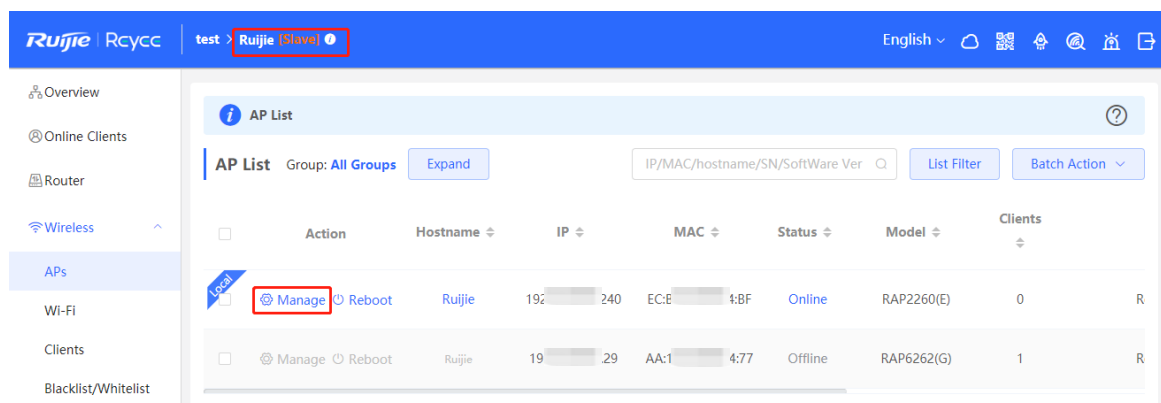 Ruijie | Rcycc test > Ruijie [Slave] English
Overview
AP List
Online Clients
AP List Group: All Groups Expand IP/MAC/hostname/SN/SoftWare Ver List Filter Batch Action
Router
Wireless
Action Hostname IP MAC Status Model Clients
APs
Local
Manage Reboot Ruijie 192 240 EC:B 4:BF Online RAP2260(E) 0 R
Wi-Fi
Clients
Manage Reboot Ruijie 19 .29 AA:1 4:77 Offline RAP6262(G) 1 R
Blacklist/Whitelist